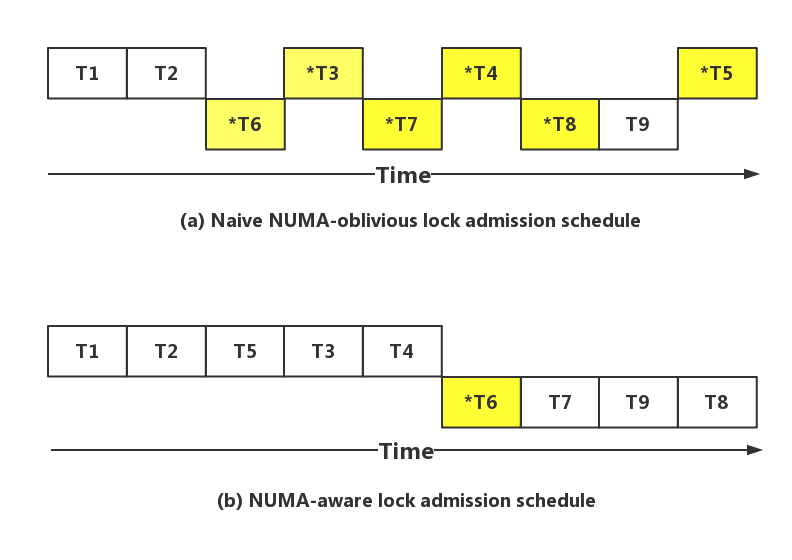 T1 T2 *T3 *T4 *T5
*T6 *T7 *T8 T9
Time
(a) Naive NUMA-oblivious lock admission schedule
T1 T2 T5 T3 T4
*T6 T7 T9 T8
Time
(b) NUMA-aware lock admission schedule